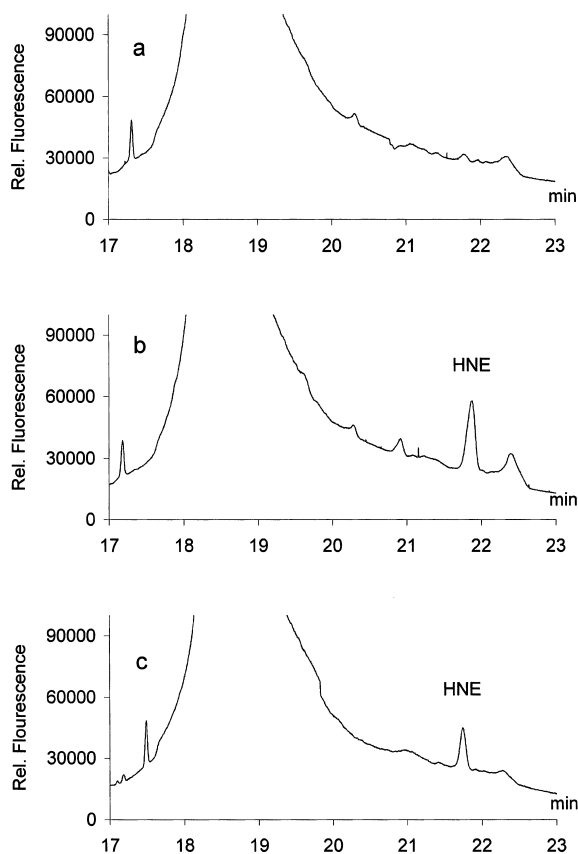 a
Rel. Fluorescence
90000
60000
30000
0
min
17 18 19 20 21 22 23
b
HNE
Rel. Fluorescence
90000
60000
30000
0
min
17 18 19 20 21 22 23
c
HNE
Rel. Flourescence
90000
60000
30000
0
min
17 18 19 20 21 22 23